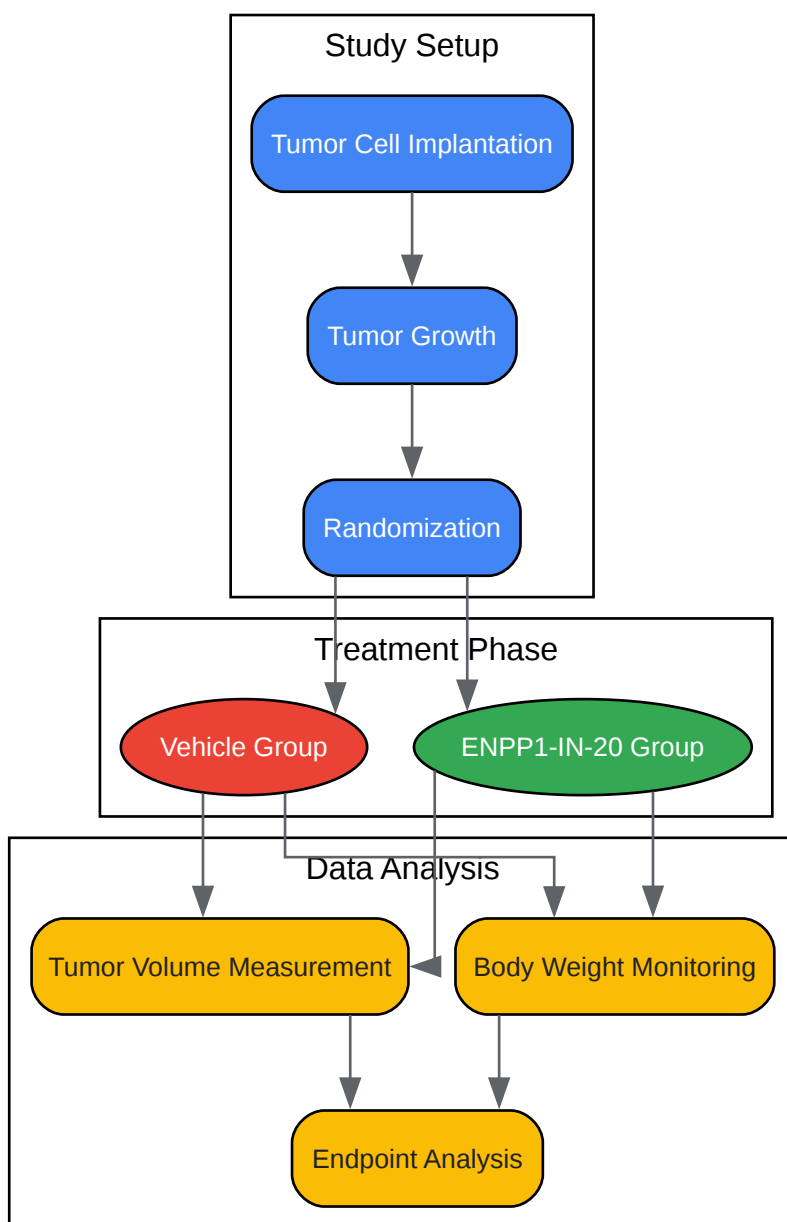 Study Setup
Tumor Cell Implantation
Tumor Growth
Randomization
Treatment Phase
Vehicle Group
ENPP1-IN-20 Group
Data Analysis
Tumor Volume Measurement
Body Weight Monitoring
Endpoint Analysis